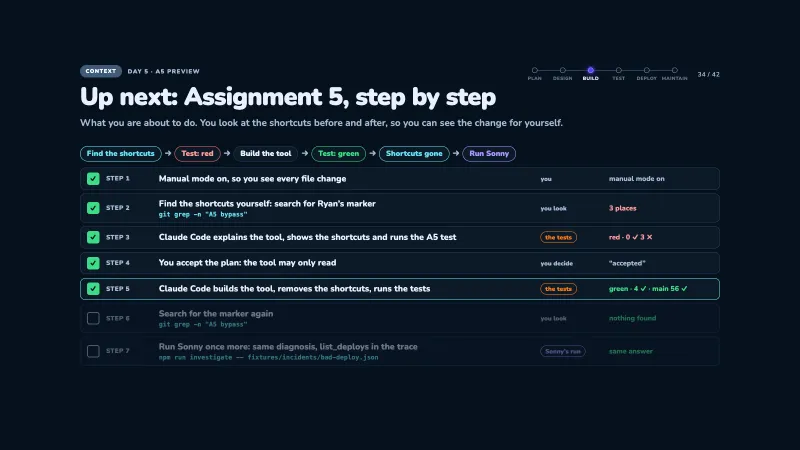 CONTEXT DAY 5 · A5 PREVIEW
PLAN DESIGN BUILD TEST DEPLOY MAINTAIN
34 / 42
Up next: Assignment 5, step by step
What you are about to do. You look at the shortcuts before and after, so you can see the change for yourself.
Find the shortcuts → Test: red → Build the tool → Test: green → Shortcuts gone → Run Sonny
STEP 1 Manual mode on, so you see every file change you manual mode on
STEP 2 Find the shortcuts yourself: search for Ryan's marker you look 3 places
git grep -n "A5 bypass"
STEP 3 Claude Code explains the tool, shows the shortcuts and runs the A5 test the tests red · 0 ✓ 3 ✕
STEP 4 You accept the plan: the tool may only read you decide "accepted"
STEP 5 Claude Code builds the tool, removes the shortcuts, runs the tests the tests green · 4 ✓ · main 56 ✓
STEP 6 Search for the marker again you look nothing found
git grep -n "A5 bypass"
STEP 7 Run Sonny once more: same diagnosis, list_deploys in the trace Sonny's run same answer
npm run investigate -- fixtures/incidents/bad-deploy.json